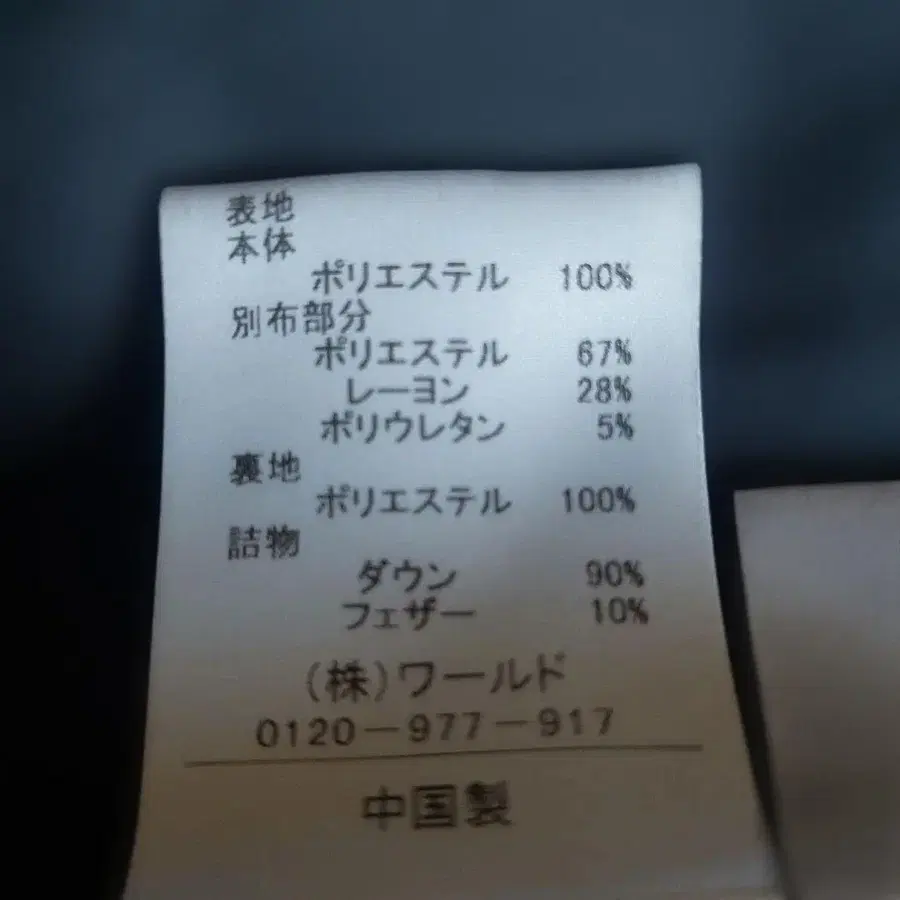 表地
本体
ポリエステル 100%
別布部分
ポリエステル 67%
レーヨン 28%
ポリウレタン 5%
裏地
ポリエステル 100%
詰物
ダウン 90%
フェザー 10%
(株)ワールド
0120-977-917
中国製